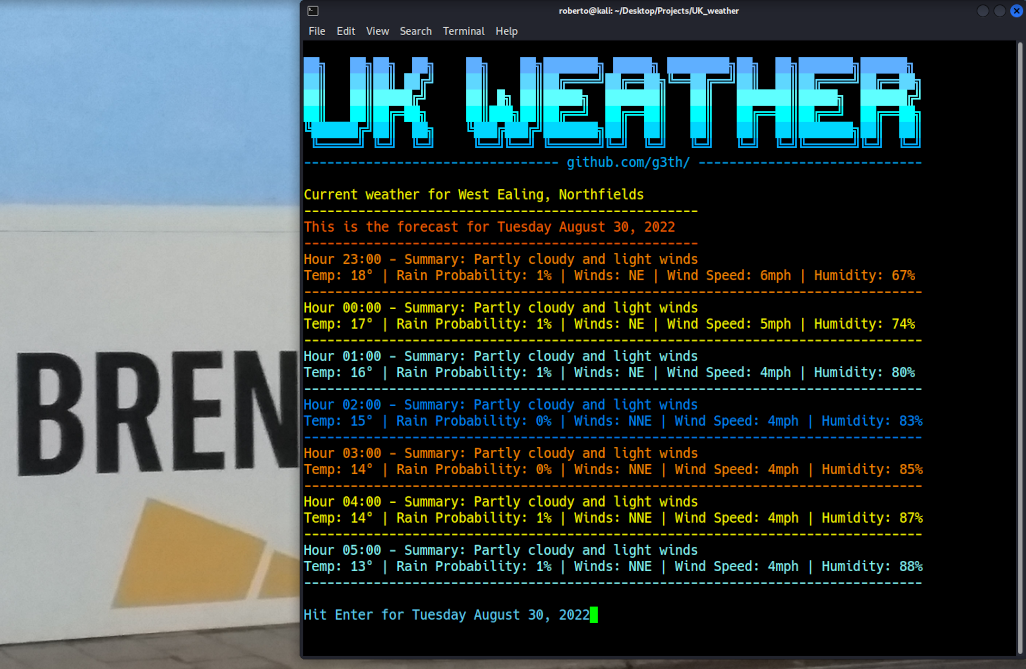 roberto@kali: ~/Desktop/Projects/UK_weather
File Edit View Search Terminal Help
UK WEATHER
--------------------------------- github.com/g3th/ -----------------------------
Current weather for West Ealing, Northfields
---------------------------------------------------
This is the forecast for Tuesday August 30, 2022
---------------------------------------------------
Hour 23:00 - Summary: Partly cloudy and light winds
Temp: 18° | Rain Probability: 1% | Winds: NE | Wind Speed: 6mph | Humidity: 67%
--------------------------------------------------------------------------------
Hour 00:00 - Summary: Partly cloudy and light winds
Temp: 17° | Rain Probability: 1% | Winds: NE | Wind Speed: 5mph | Humidity: 74%
--------------------------------------------------------------------------------
Hour 01:00 - Summary: Partly cloudy and light winds
Temp: 16° | Rain Probability: 1% | Winds: NE | Wind Speed: 4mph | Humidity: 80%
--------------------------------------------------------------------------------
Hour 02:00 - Summary: Partly cloudy and light winds
Temp: 15° | Rain Probability: 0% | Winds: NNE | Wind Speed: 4mph | Humidity: 83%
--------------------------------------------------------------------------------
Hour 03:00 - Summary: Partly cloudy and light winds
Temp: 14° | Rain Probability: 0% | Winds: NNE | Wind Speed: 4mph | Humidity: 85%
--------------------------------------------------------------------------------
Hour 04:00 - Summary: Partly cloudy and light winds
Temp: 14° | Rain Probability: 1% | Winds: NNE | Wind Speed: 4mph | Humidity: 87%
--------------------------------------------------------------------------------
Hour 05:00 - Summary: Partly cloudy and light winds
Temp: 13° | Rain Probability: 1% | Winds: NNE | Wind Speed: 4mph | Humidity: 88%
--------------------------------------------------------------------------------
Hit Enter for Tuesday August 30, 2022
BREN